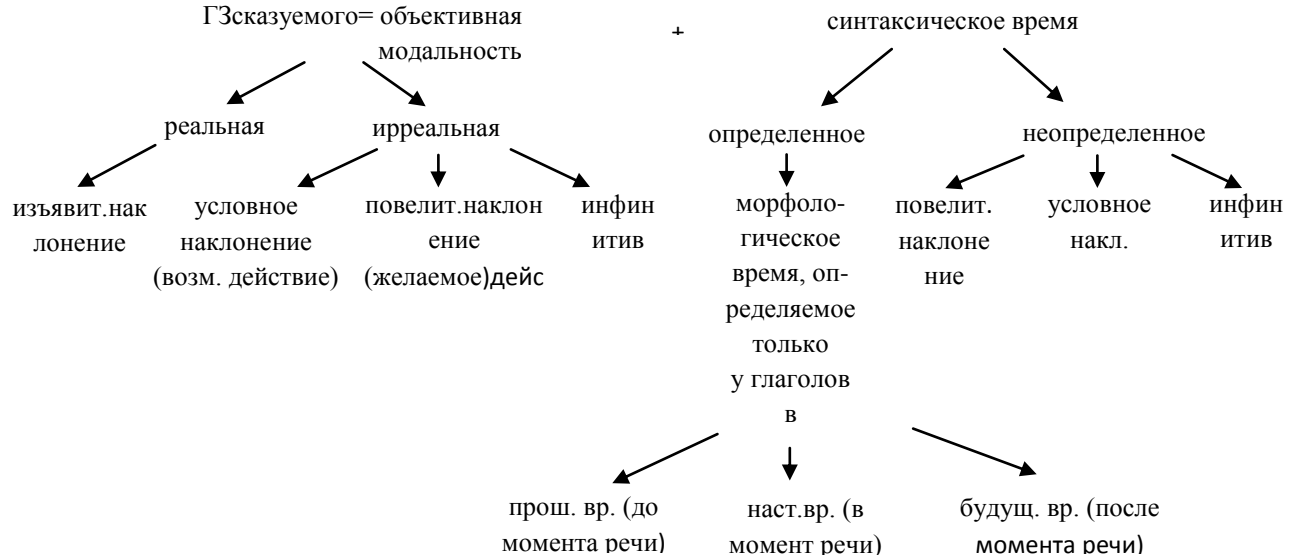 ГЗсказуемого= объективная
модальность
+
синтаксическое время
реальная
ирреальная
определенное
неопределенное
изъявит.нак
лонение
условное
наклонение
(возм. действие)
повелит.наклон
ение
(желаемое)дейс
инфин
итив
морфоло-
гическое
время, оп-
ределяемое
только
у глаголов
в
повелит.
наклоне
ние
условное
накл.
инфин
итив
прош. вр. (до
момента речи)
наст.вр. (в
момент речи)
будущ. вр. (после
момента речи)